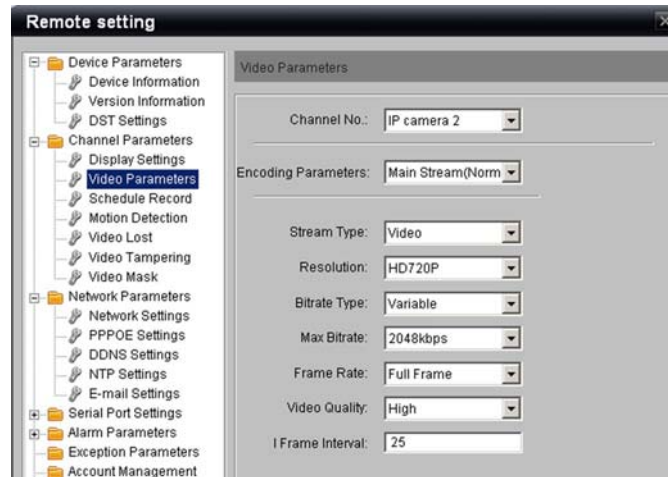 Remote setting
Device Parameters
Device Information
Version Information
DST Settings
Channel Parameters
Display Settings
Video Parameters
Schedule Record
Motion Detection
Video Lost
Video Tampering
Video Mask
Network Parameters
Network Settings
PPPOE Settings
DDNS Settings
NTP Settings
E-mail Settings
Serial Port Settings
Alarm Parameters
Exception Parameters
Account Management
Video Parameters
Channel No.: IP camera 2
Encoding Parameters: Main Stream(Norm
Stream Type: Video
Resolution: HD720P
Bitrate Type: Variable
Max Bitrate: 2048kbps
Frame Rate: Full Frame
Video Quality: High
I Frame Interval: 25